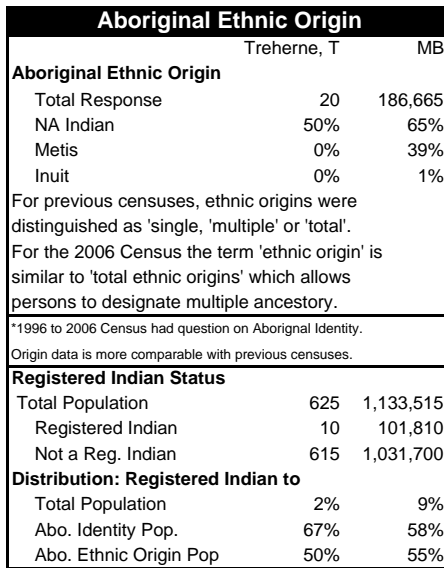 Aboriginal Ethnic Origin
Treherne, T MB
Aboriginal Ethnic Origin
Total Response 20 186,665
NA Indian 50% 65%
Metis 0% 39%
Inuit 0% 1%
For previous censuses, ethnic origins were
distinguished as 'single, 'multiple' or 'total'.
For the 2006 Census the term 'ethnic origin' is
similar to 'total ethnic origins' which allows
persons to designate multiple ancestory.
*1996 to 2006 Census had question on Aborignal Identity.
Origin data is more comparable with previous censuses.
Registered Indian Status
Total Population 625 1,133,515
Registered Indian 10 101,810
Not a Reg. Indian 615 1,031,700
Distribution: Registered Indian to
Total Population 2% 9%
Abo. Identity Pop. 67% 58%
Abo. Ethnic Origin Pop 50% 55%